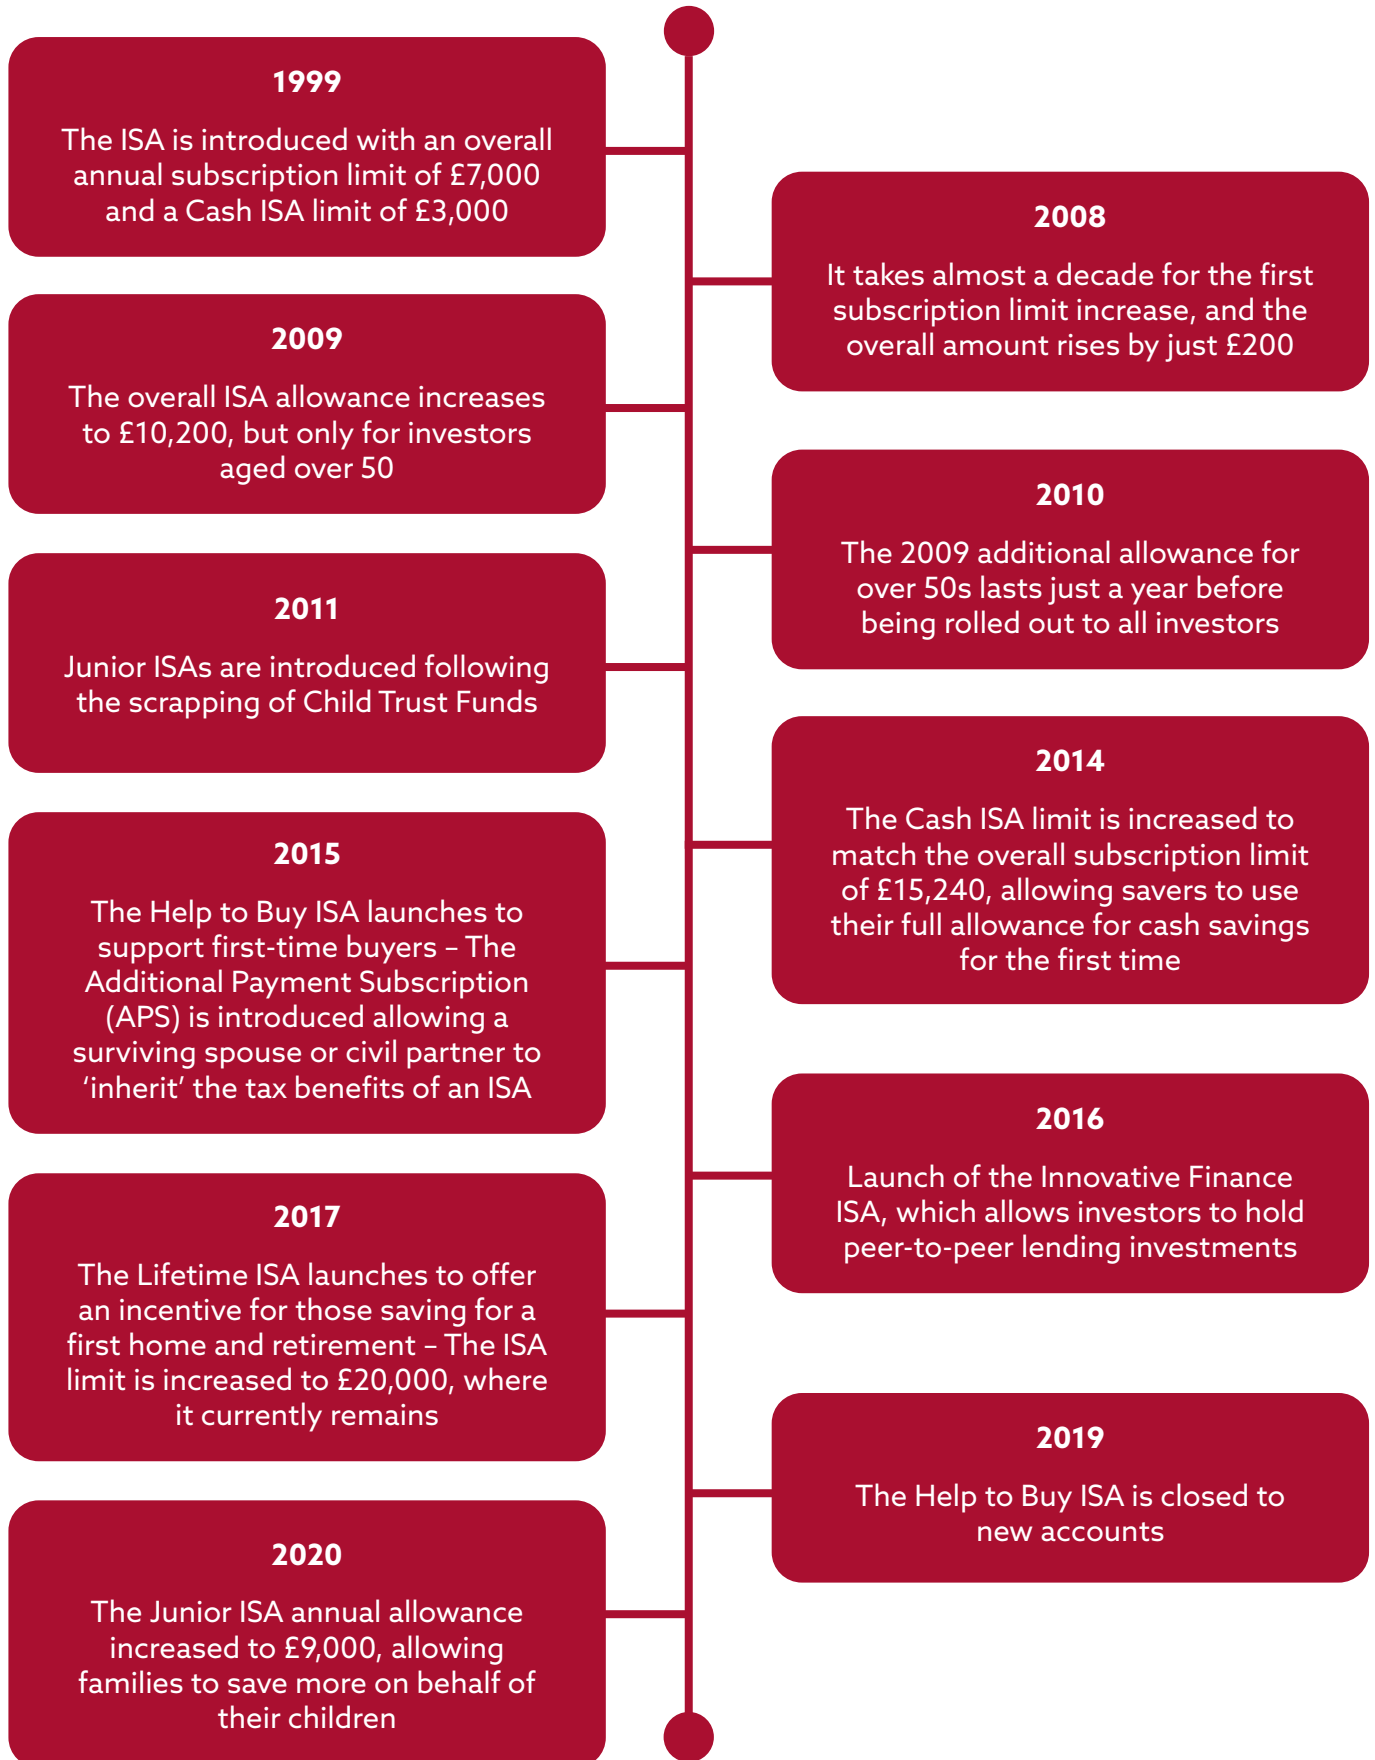 1999
The ISA is introduced with an overall
annual subscription limit of £7,000
and a Cash ISA limit of £3,000
2008
It takes almost a decade for the first
subscription limit increase, and the
overall amount rises by just £200
2009
The overall ISA allowance increases
to £10,200, but only for investors
aged over 50
2010
The 2009 additional allowance for
over 50s lasts just a year before
being rolled out to all investors
2011
Junior ISAs are introduced following
the scrapping of Child Trust Funds
2014
The Cash ISA limit is increased to
match the overall subscription limit
of £15,240, allowing savers to use
their full allowance for cash savings
for the first time
2015
The Help to Buy ISA launches to
support first-time buyers – The
Additional Payment Subscription
(APS) is introduced allowing a
surviving spouse or civil partner to
‘inherit’ the tax benefits of an ISA
2016
Launch of the Innovative Finance
ISA, which allows investors to hold
peer-to-peer lending investments
2017
The Lifetime ISA launches to offer
an incentive for those saving for a
first home and retirement – The ISA
limit is increased to £20,000, where
it currently remains
2019
The Help to Buy ISA is closed to
new accounts
2020
The Junior ISA annual allowance
increased to £9,000, allowing
families to save more on behalf of
their children